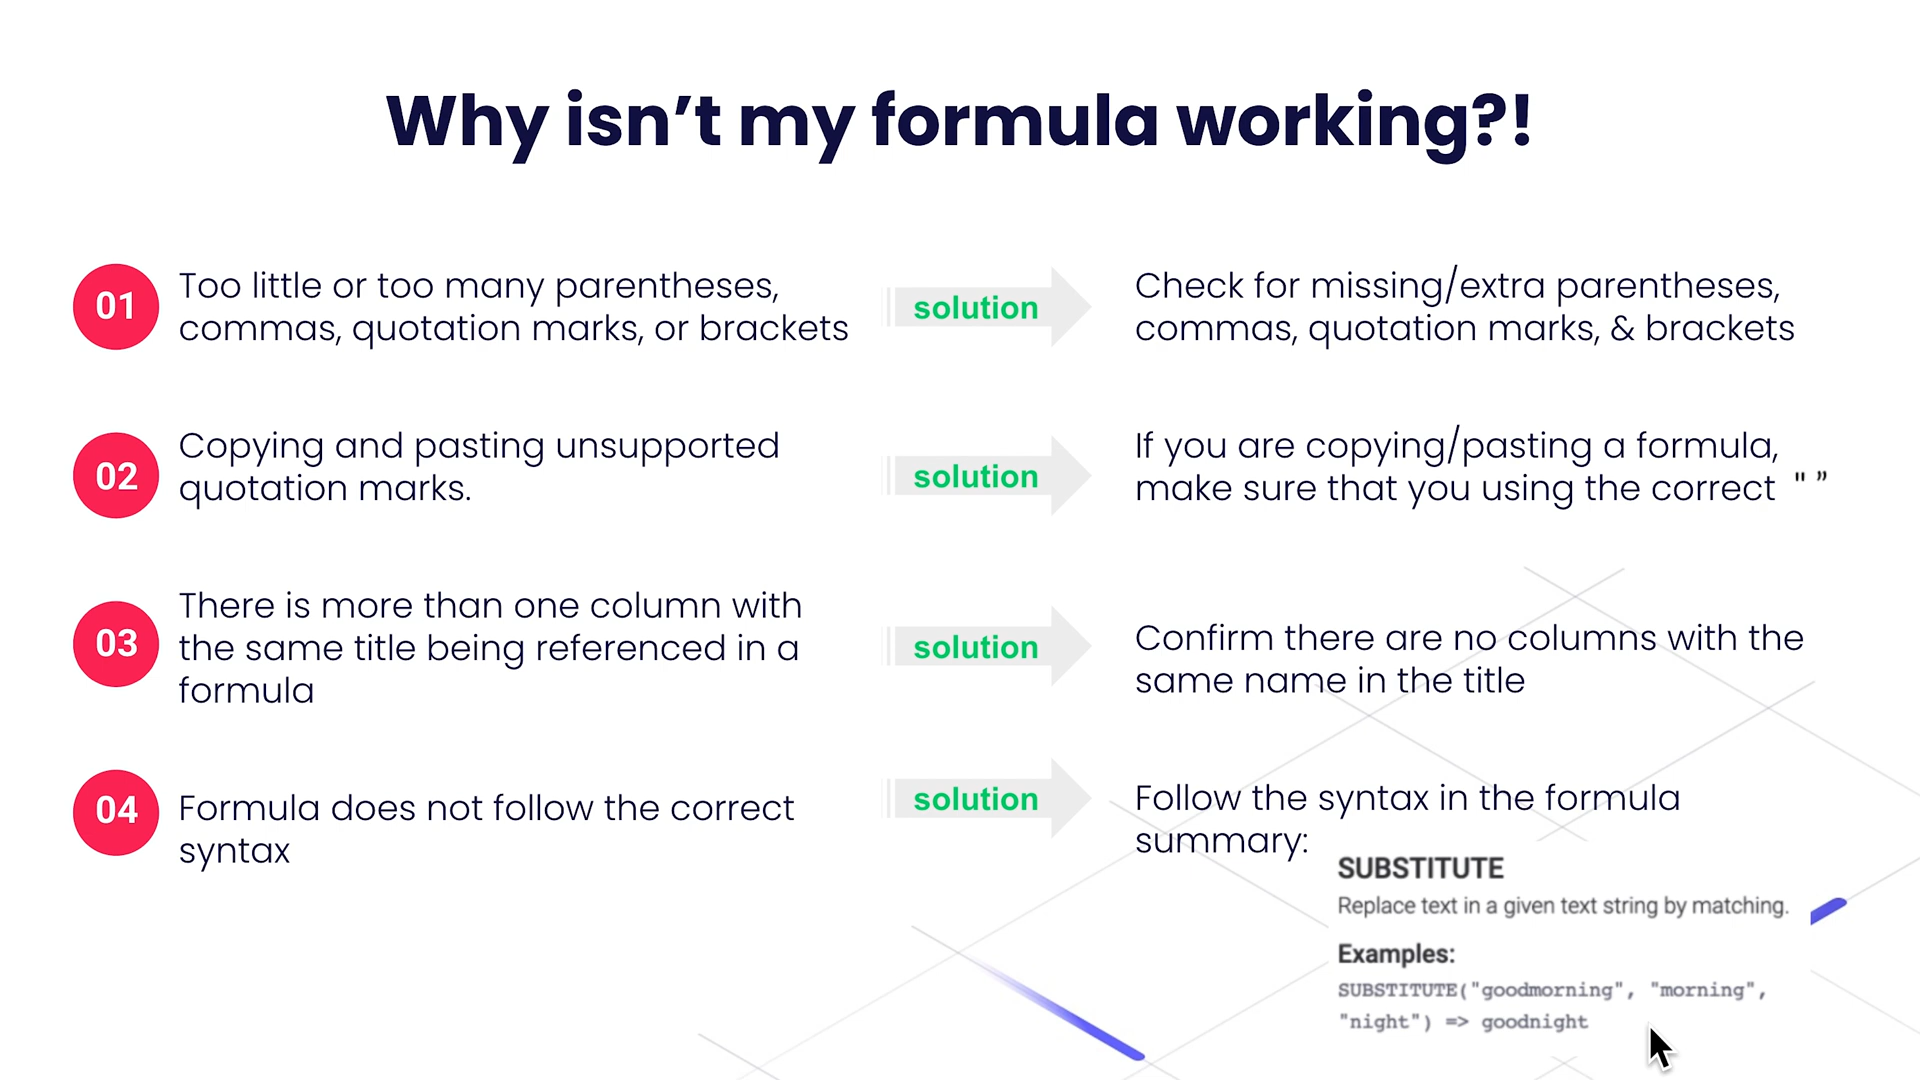 Why isn’t my formula working?!
01
Too little or too many parentheses,
commas, quotation marks, or brackets
solution
Check for missing/extra parentheses,
commas, quotation marks, & brackets
02
Copying and pasting unsupported
quotation marks.
solution
If you are copying/pasting a formula,
make sure that you using the correct " ”
03
There is more than one column with
the same title being referenced in a
formula
solution
Confirm there are no columns with the
same name in the title
04
Formula does not follow the correct
syntax
solution
Follow the syntax in the formula
summary:
SUBSTITUTE
Replace text in a given text string by matching.
Examples:
SUBSTITUTE("goodmorning", "morning",
"night") => goodnight